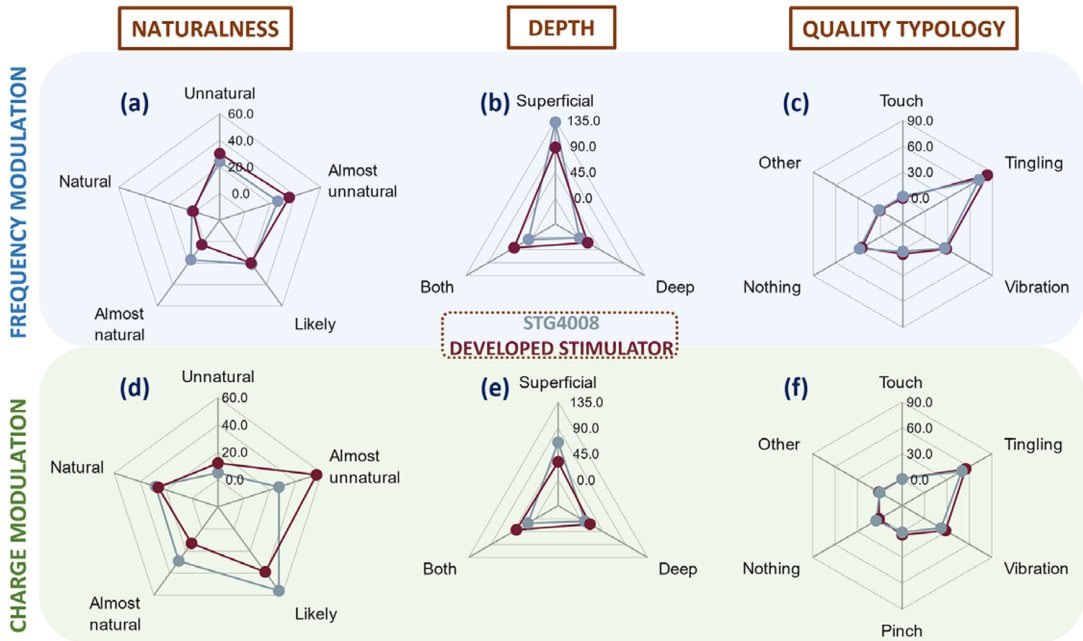 NATURALNESS
DEPTH
QUALITY TYPOLOGY
FREQUENCY MODULATION
(a)
Unnatural
60.0
40.0
20.0
0.0
Almost
unnatural
Likely
Almost
natural
Natural
(b)
Superficial
135.0
90.0
45.0
0.0
Deep
Both
(c)
Touch
90.0
60.0
30.0
0.0
Tingling
Vibration
Nothing
Other
STG4008
DEVELOPED STIMULATOR
CHARGE MODULATION
(d)
Unnatural
60.0
40.0
20.0
0.0
Almost
unnatural
Likely
Almost
natural
Natural
(e)
Superficial
135.0
90.0
45.0
0.0
Deep
Both
(f)
Touch
90.0
60.0
30.0
0.0
Tingling
Vibration
Pinch
Nothing
Other